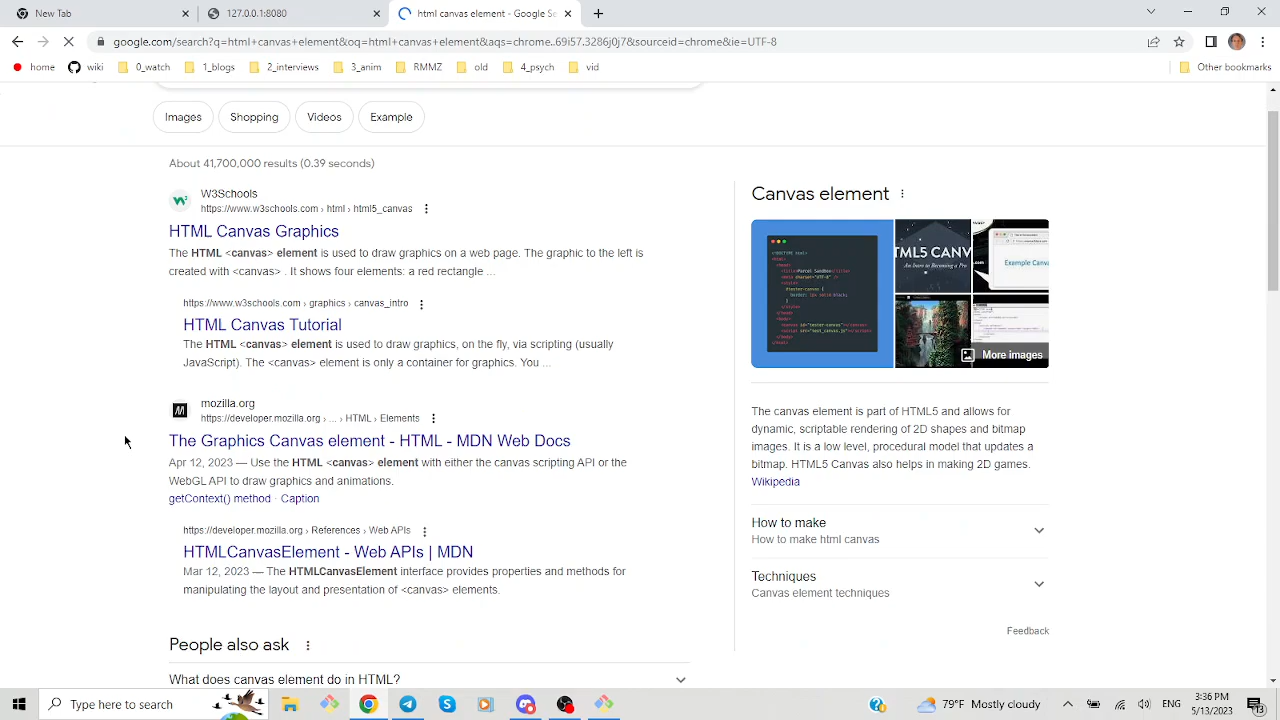 New Tab
127.0.0.1:8080
html canvas element - Google Se
google.com/search?q=html+canvas+element&oq=html+canvas+element&aqs=chrome..69i57.3286j0j7&sourceid=chrome&ie=UTF-8
home wiki 0_watch 1_blogs 2_interviews 3_anim RMMZ old 4_psych vid Other bookmarks
Images Shopping Videos Example
About 41,700,000 results (0.39 seconds)
W3Schools
https://www.w3schools.com › html › html5_canvas
HTML Canvas Graphics
The HTML <canvas> element is used to draw graphics on a web page. The graphic to the left is
created with <canvas>. It shows four elements: a red rectangle ...
https://www.w3schools.com › graphics › canvas_intro
HTML Canvas Tutorial
The HTML <canvas> element is used to draw graphics, on the fly, via scripting (usually
JavaScript). The <canvas> element is only a container for graphics. You ...
mozilla.org
https://developer.mozilla.org › ... › HTML › Elements
The Graphics Canvas element - HTML - MDN Web Docs
Apr 12, 2023 — Use the HTML <canvas> element with either the canvas scripting API or the
WebGL API to draw graphics and animations.
getContext() method · Caption
https://developer.mozilla.org › References › Web APIs
HTMLCanvasElement - Web APIs | MDN
Mar 12, 2023 — The HTMLCanvasElement interface provides properties and methods for
manipulating the layout and presentation of <canvas> elements.
People also ask
What does canvas element do in HTML?
Canvas element
TML5 CANV
Example Canva
More images
The canvas element is part of HTML5 and allows for
dynamic, scriptable rendering of 2D shapes and bitmap
images. It is a low level, procedural model that updates a
bitmap. HTML5 Canvas also helps in making 2D games.
Wikipedia
How to make
How to make html canvas
Techniques
Canvas element techniques
Feedback
Type here to search
79°F Mostly cloudy
ENG
3:36 PM
5/13/2023
13